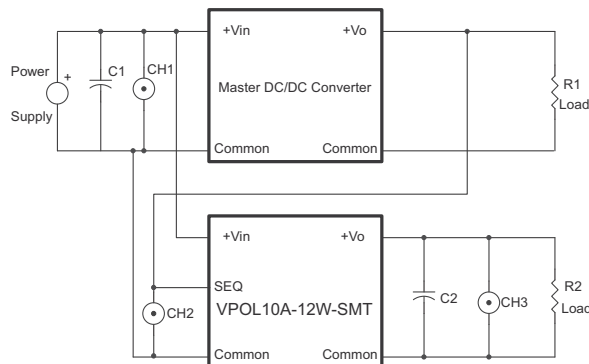 +Vin
+Vo
Power
+
C1
CH1
Master DC/DC Converter
R1
Supply
Load
Common
Common
+Vin
+Vo
SEQ
VPOL10A-12W-SMT
CH2
C2
CH3
R2
Load
Common
Common